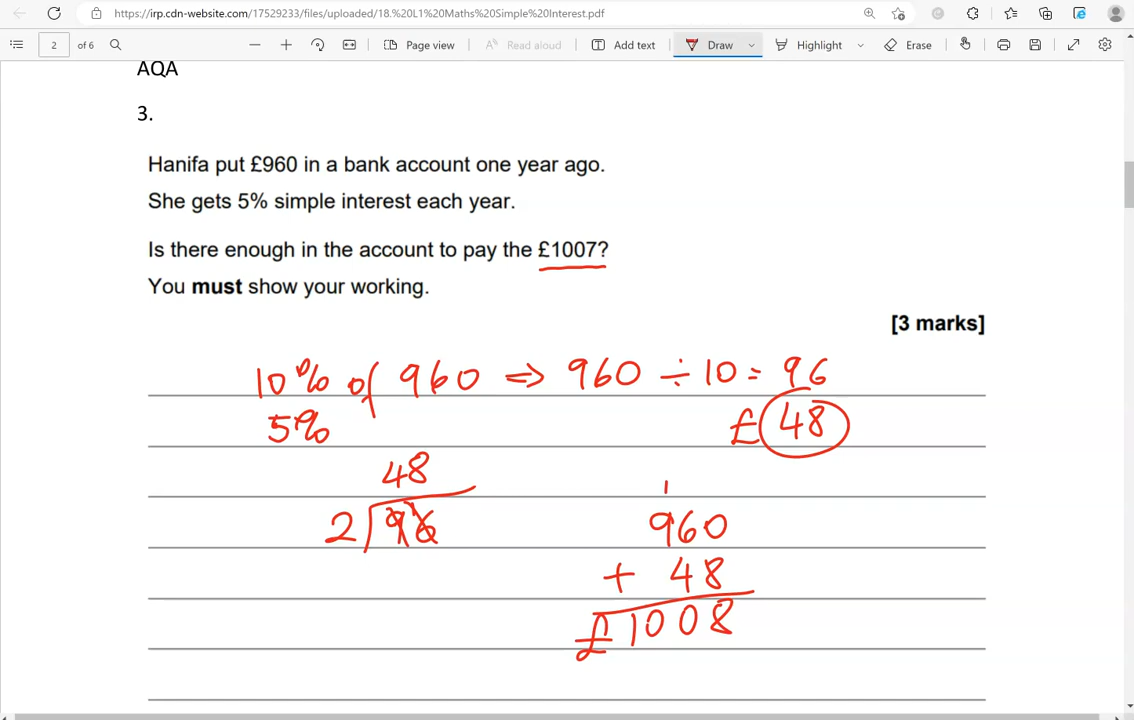 https://irp.cdn-website.com/17529233/files/uploaded/18.%20L1%20Maths%20Simple%20Interest.pdf
2 of 6 Page view Read aloud Add text Draw Highlight Erase
AQA
3.
Hanifa put £960 in a bank account one year ago.
She gets 5% simple interest each year.
Is there enough in the account to pay the £1007?
You must show your working.
[3 marks]
10% of 960 ⇒ 960 ÷ 10 = 96
5% £48
48
2 96
1
960
+ 48
£1008